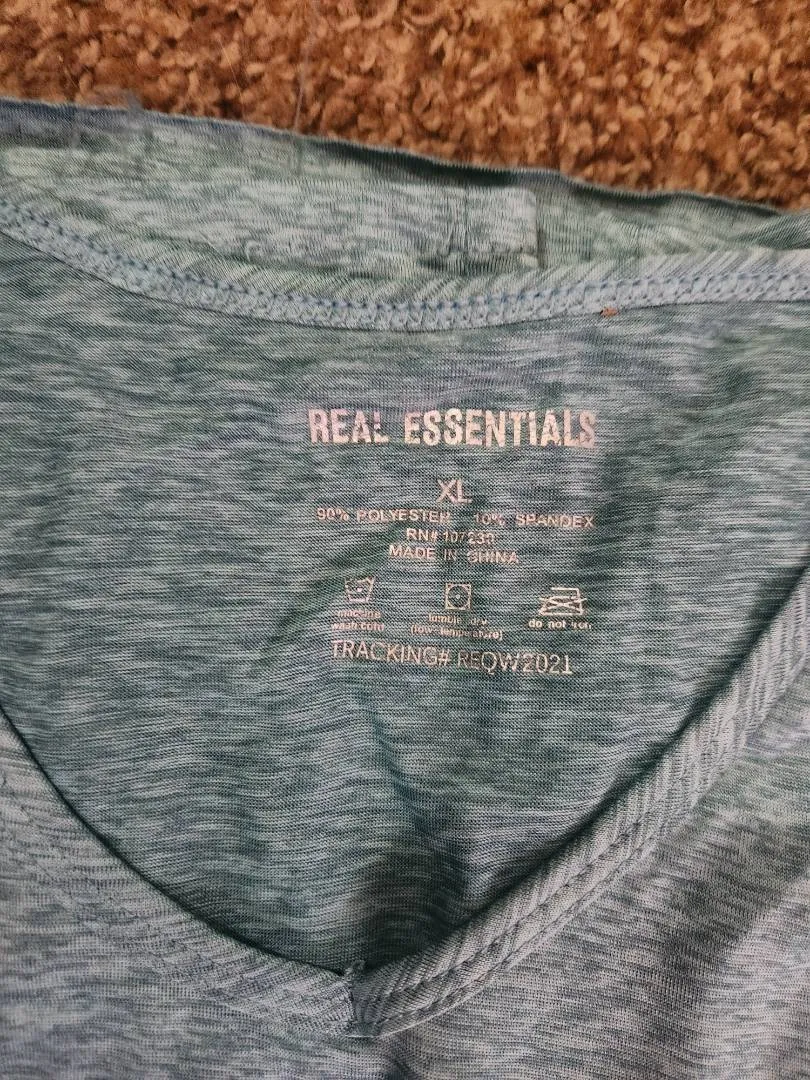 REAL ESSENTIALS
XL
90% POLYESTER 10% SPANDEX
RN#
MADE IN CHINA
machine tumble dry do not iron
wash cold (low temperature)
TRACKING# REQW2021